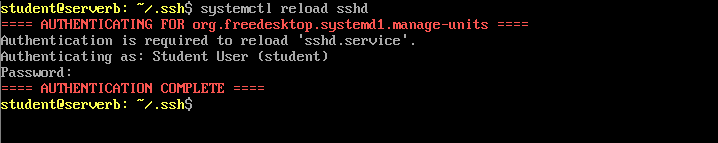 student@serverb: ~/.ssh$ systemctl reload sshd
==== AUTHENTICATING FOR org.freedesktop.systemd1.manage-units ====
Authentication is required to reload 'sshd.service'.
Authenticating as: Student User (student)
Password:
==== AUTHENTICATION COMPLETE ====
student@serverb: ~/.ssh$